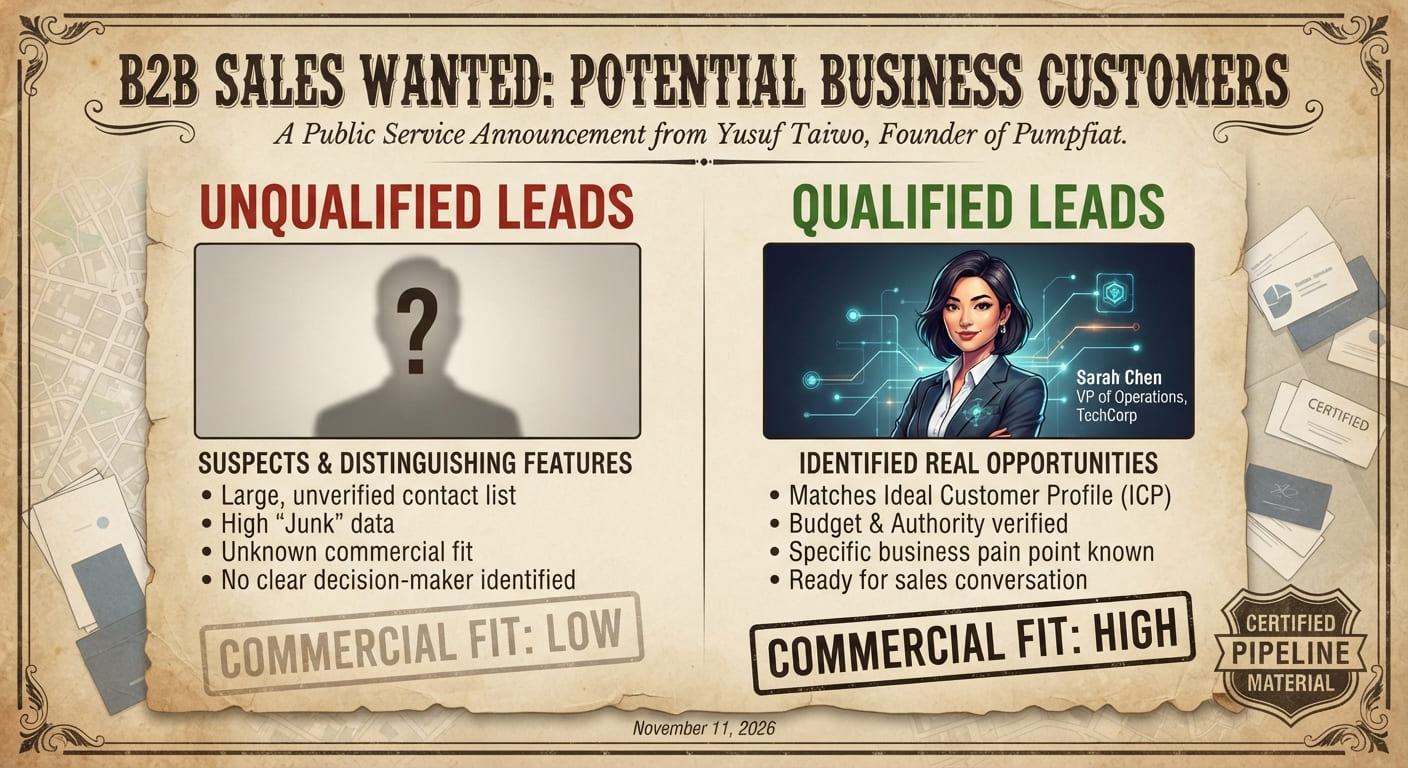 B2B SALES WANTED: POTENTIAL BUSINESS CUSTOMERS
A Public Service Announcement from Yusuf Taiwo, Founder of Pumpfiat.
UNQUALIFIED LEADS
?
SUSPECTS & DISTINGUISHING FEATURES
• Large, unverified contact list
• High “Junk” data
• Unknown commercial fit
• No clear decision-maker identified
COMMERCIAL FIT: LOW
QUALIFIED LEADS
Sarah Chen
VP of Operations,
TechCorp
IDENTIFIED REAL OPPORTUNITIES
• Matches Ideal Customer Profile (ICP)
• Budget & Authority verified
• Specific business pain point known
• Ready for sales conversation
COMMERCIAL FIT: HIGH
CERTIFIED
CERTIFIED
PIPELINE
MATERIAL
November 11, 2026